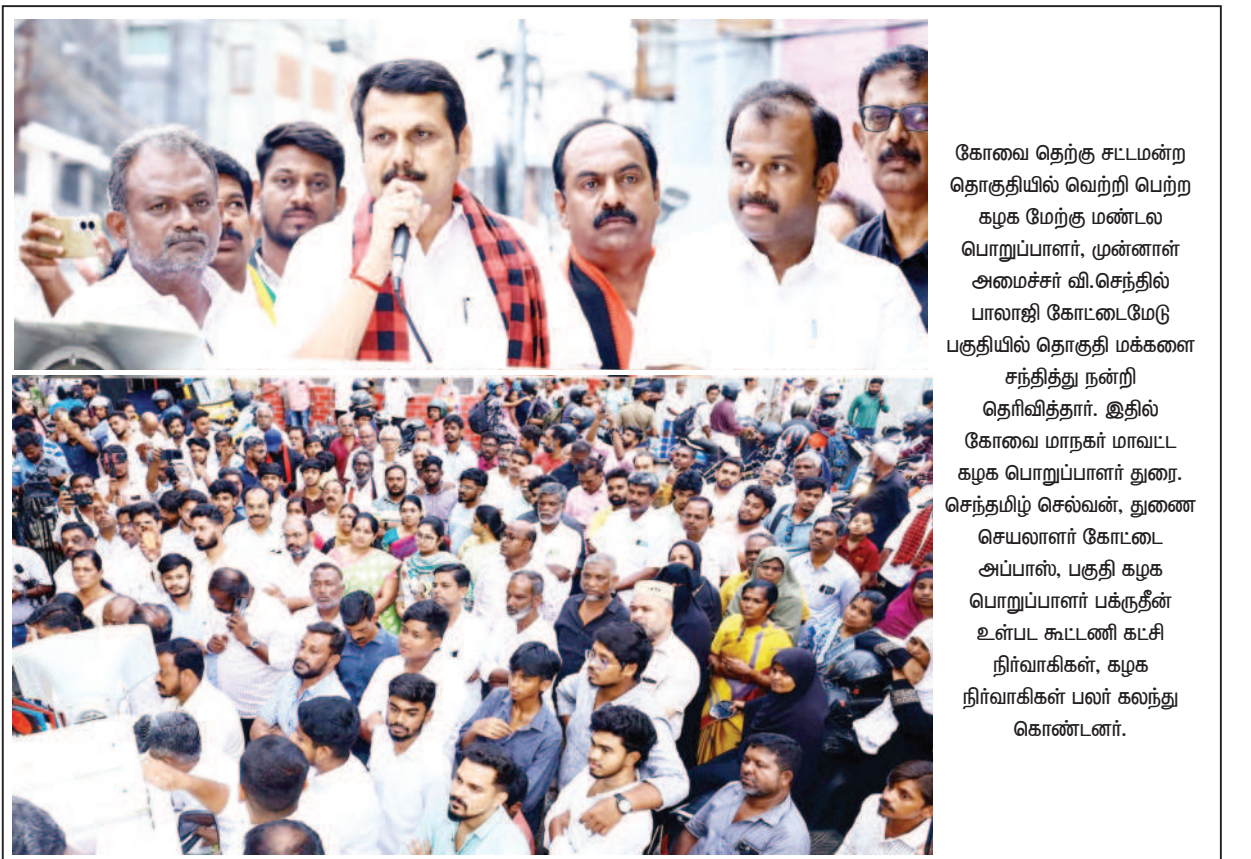 கோவை தெற்கு சட்டமன்ற
தொகுதியில் வெற்றி பெற்ற
கழக மேற்கு மண்டல
பொறுப்பாளர், முன்னாள்
அமைச்சர் வி.செந்தில்
பாலாஜி கோட்டைமேடு
பகுதியில் தொகுதி மக்களை
சந்தித்து நன்றி
தெரிவித்தார். இதில்
கோவை மாநகர் மாவட்ட
கழக பொறுப்பாளர் துரை.
செந்தமிழ் செல்வன், துணை
செயலாளர் கோட்டை
அப்பாஸ், பகுதி கழக
பொறுப்பாளர் பக்ருதீன்
உள்பட கூட்டணி கட்சி
நிர்வாகிகள், கழக
நிர்வாகிகள் பலர் கலந்து
கொண்டனர்.